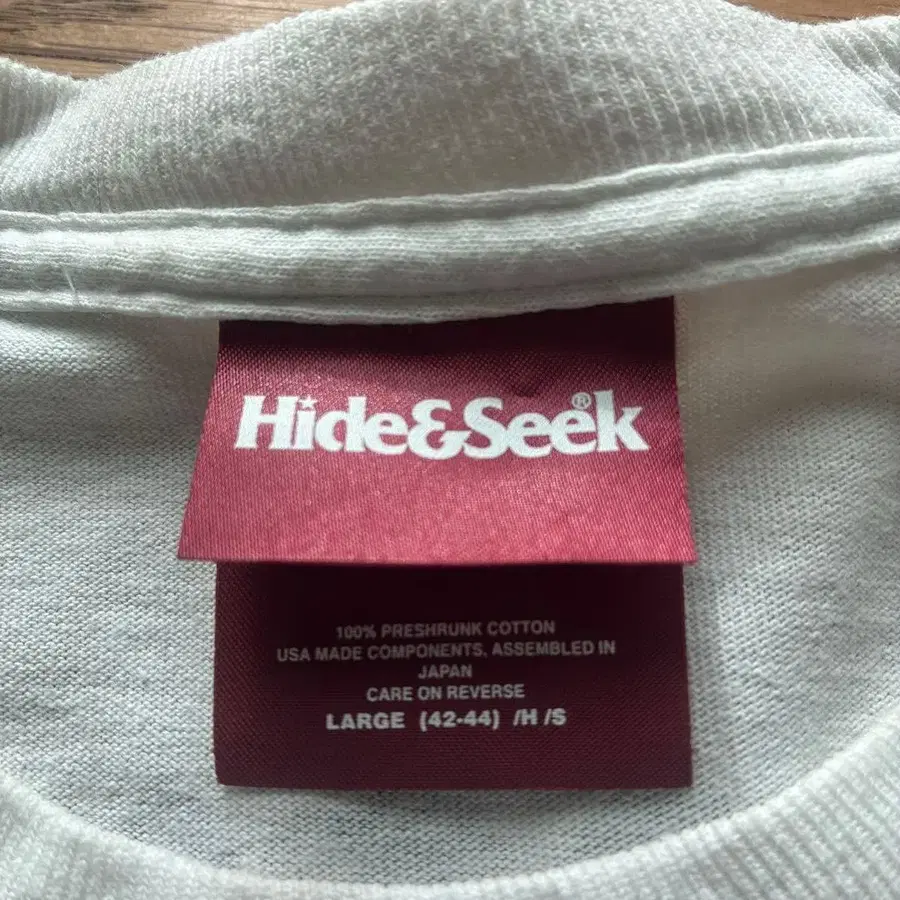 Hide&Seek®
100% PRESHRUNK COTTON
USA MADE COMPONENTS, ASSEMBLED IN
JAPAN
CARE ON REVERSE
LARGE (42-44) /H /S